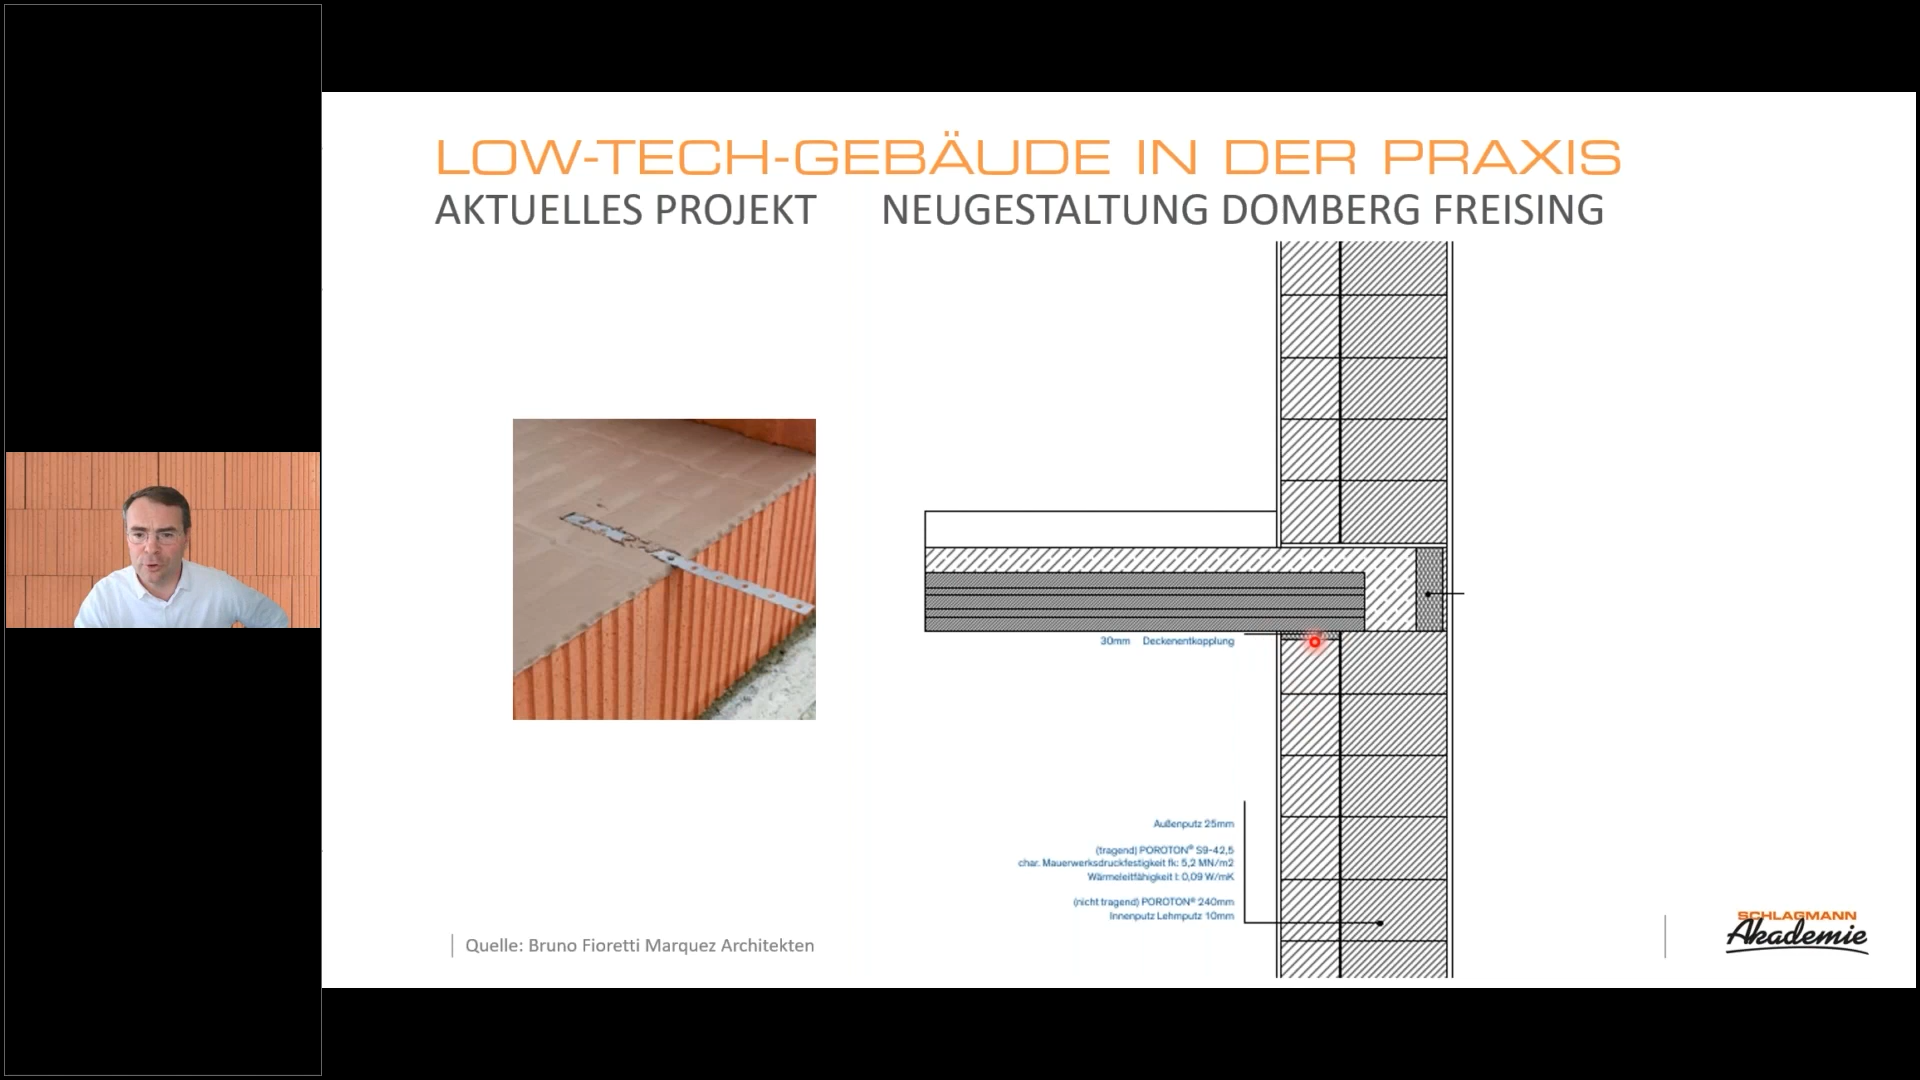 LOW-TECH-GEBÄUDE IN DER PRAXIS
AKTUELLES PROJEKT NEUGESTALTUNG DOMBERG FREISING
30mm Deckenentkopplung
Außenputz 25mm
(tragend) POROTON® S9-42,5
char. Mauerwerksdruckfestigkeit fk: 5,2 MN/m2
Wärmeleitfähigkeit l: 0,09 W/mK
(nicht tragend) POROTON® 240mm
Innenputz Lehmputz 10mm
Quelle: Bruno Fioretti Marquez Architekten
SCHLAGMANN
Akademie